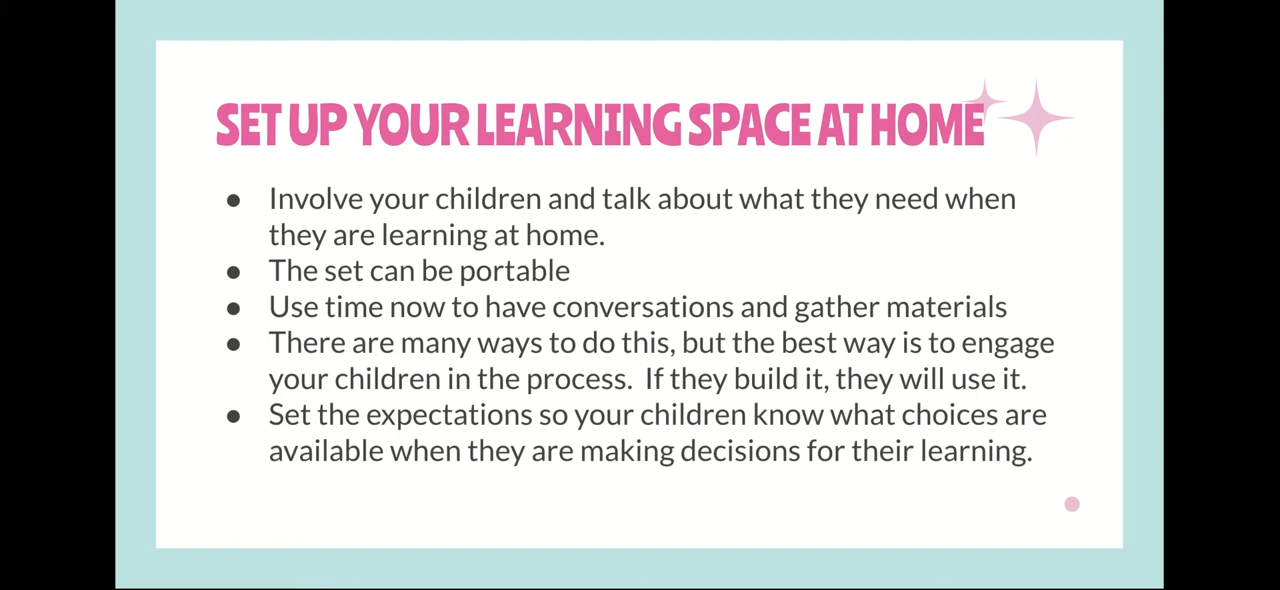 SET UP YOUR LEARNING SPACE AT HOME
● Involve your children and talk about what they need when
they are learning at home.
● The set can be portable
● Use time now to have conversations and gather materials
● There are many ways to do this, but the best way is to engage
your children in the process.  If they build it, they will use it.
● Set the expectations so your children know what choices are
available when they are making decisions for their learning.